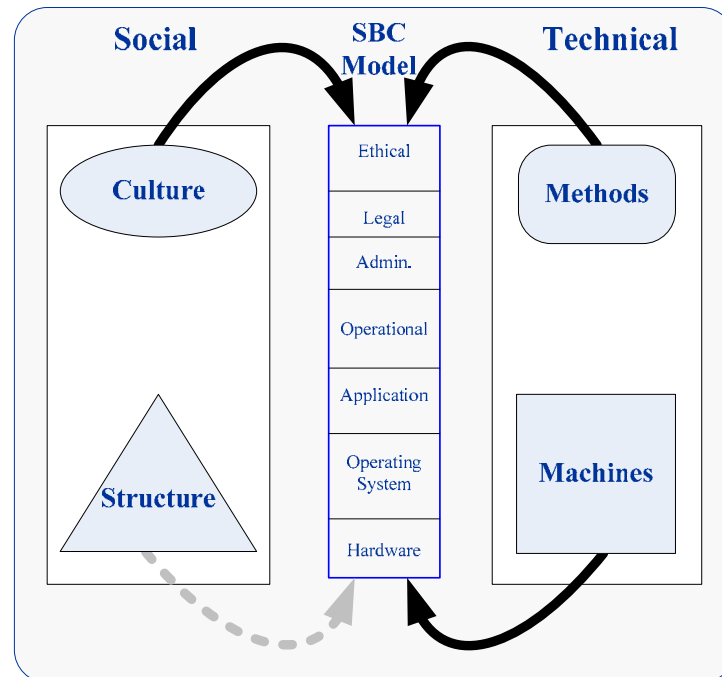 Social
SBC
Model
Technical
Culture
Structure
Ethical
Legal
Admin.
Operational
Application
Operating
System
Hardware
Methods
Machines